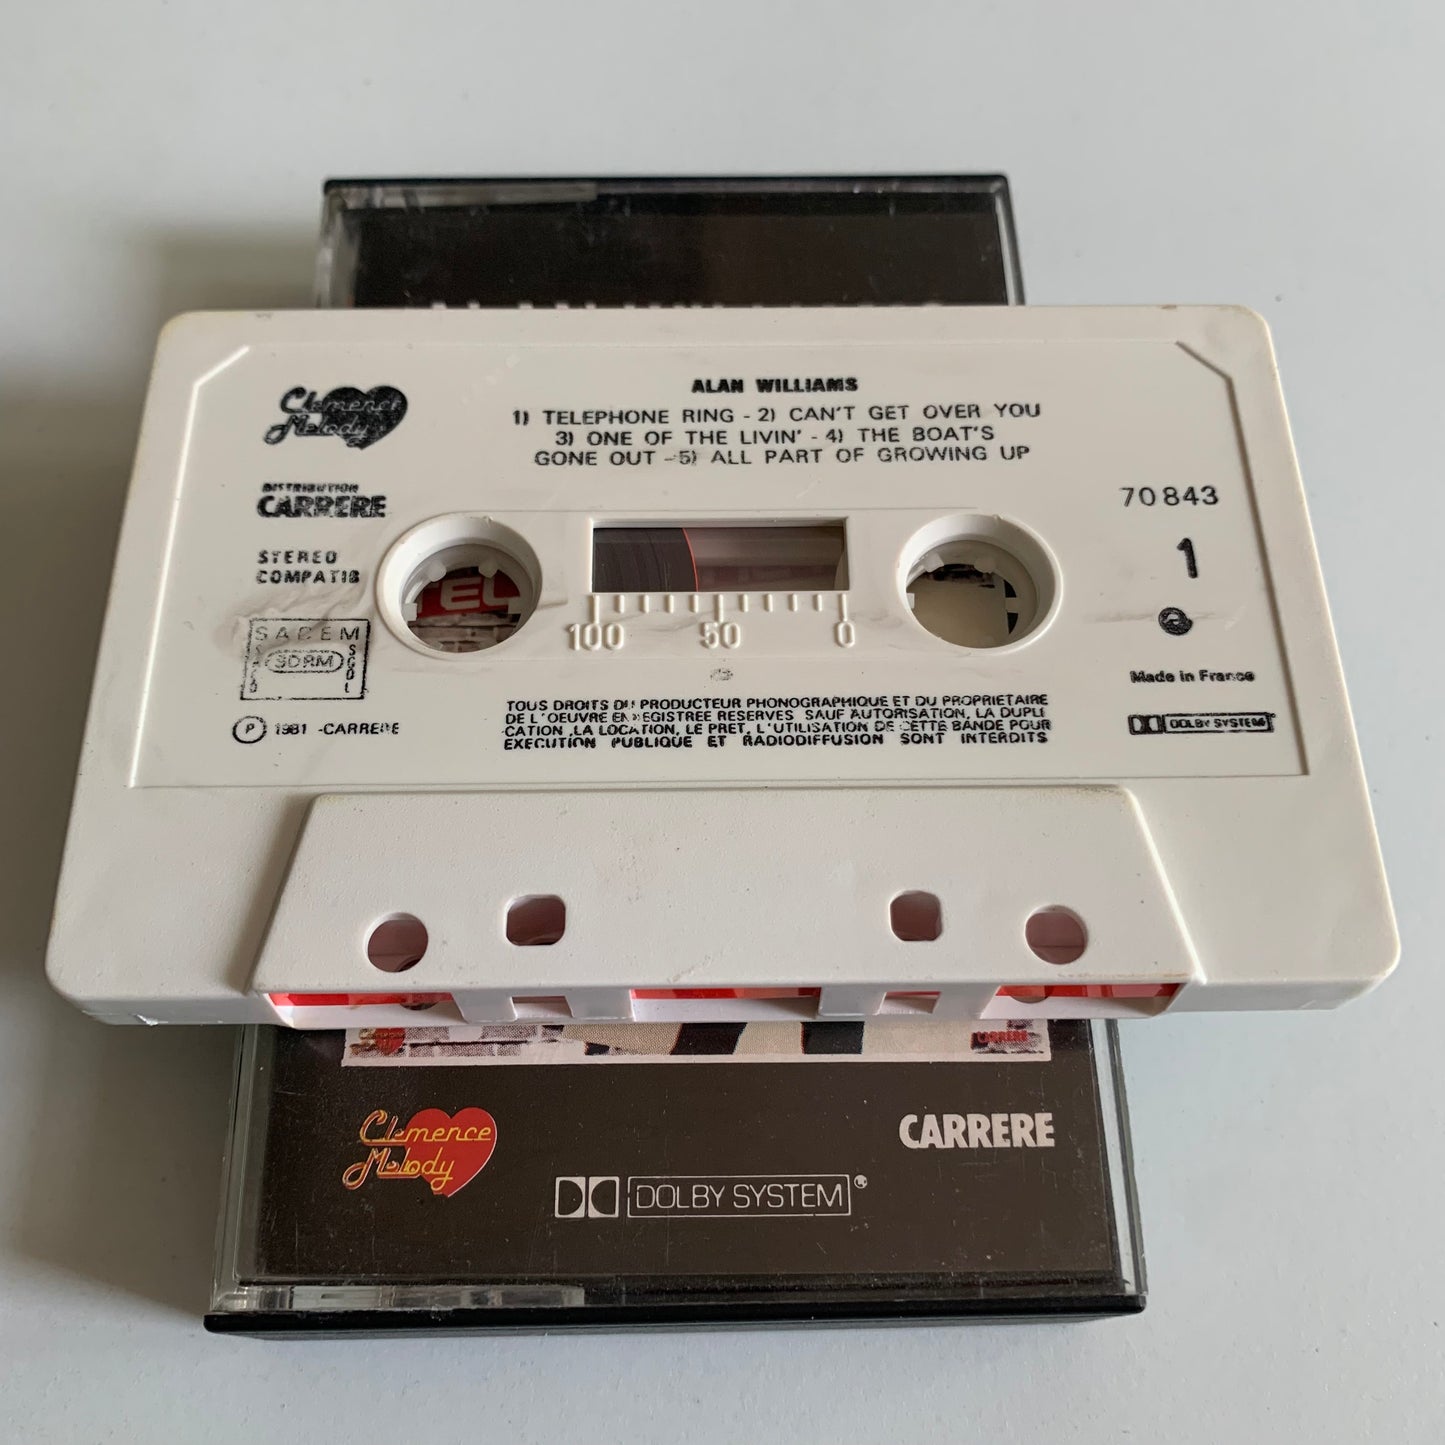 ALAN WILLIAMS
1) TELEPHONE RING - 2) CAN'T GET OVER YOU
3) ONE OF THE LIVIN' - 4) THE BOAT'S
GONE OUT - 5) ALL PART OF GROWING UP
Clemence
Melody
DISTRIBUTION
CARRERE
STEREO
COMPATIB
70 843
1
TEL
100 50 0
SACEM
SDRM
SGDL
Made in France
DOLBY SYSTEM
Ⓟ 1981 - CARRERE
TOUS DROITS DU PRODUCTEUR PHONOGRAPHIQUE ET DU PROPRIETAIRE
DE L'OEUVRE ENREGISTREE RESERVES SAUF AUTORISATION, LA DUPLI
CATION, LA LOCATION, LE PRET, L'UTILISATION DE CETTE BANDE POUR
EXECUTION PUBLIQUE ET RADIODIFFUSION SONT INTERDITS
CARRERE
Clemence
Melody
CARRERE
DOLBY SYSTEM®